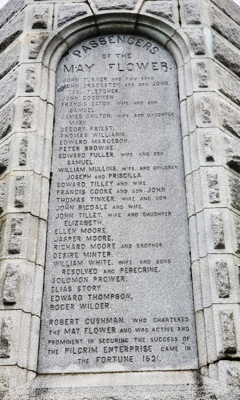 PASSENGERS
OF THE
MAY FLOWER.
JOHN TURNER AND TWO SONS
JOHN CRACKSTON AND SON JOHN
MOSES FLETCHER.
JOHN GOODMAN.
FRANCIS EATON, WIFE AND SON
SAMUEL.
JAMES CHILTON, WIFE AND DAUGHTER
MARY.
DEGORY PRIEST.
THOMAS WILLIAMS.
EDWARD MARGESON.
PETER BROWNE.
EDWARD FULLER, WIFE AND SON
SAMUEL.
WILLIAM MULLINS, WIFE, AND CHILDREN
JOSEPH AND PRISCILLA.
EDWARD TILLEY AND WIFE.
FRANCIS COOKE AND SON JOHN
THOMAS TINKER, WIFE AND SON
JOHN RIGDALE AND WIFE.
JOHN TILLEY, WIFE AND DAUGHTER
ELIZABETH.
ELLEN MOORE.
JASPER MOORE.
RICHARD MOORE AND BROTHER.
DESIRE MINTER.
WILLIAM WHITE, WIFE AND SONS
RESOLVED AND PEREGRINE.
SOLOMON PROWER.
ELIAS STORY
EDWARD THOMPSON.
ROGER WILDER.
ROBERT CUSHMAN, WHO CHARTERED
THE MAY FLOWER AND WAS ACTIVE AND
PROMINENT IN SECURING THE SUCCESS OF
THE PILGRIM ENTERPRISE CAME IN
THE FORTUNE, 1621.